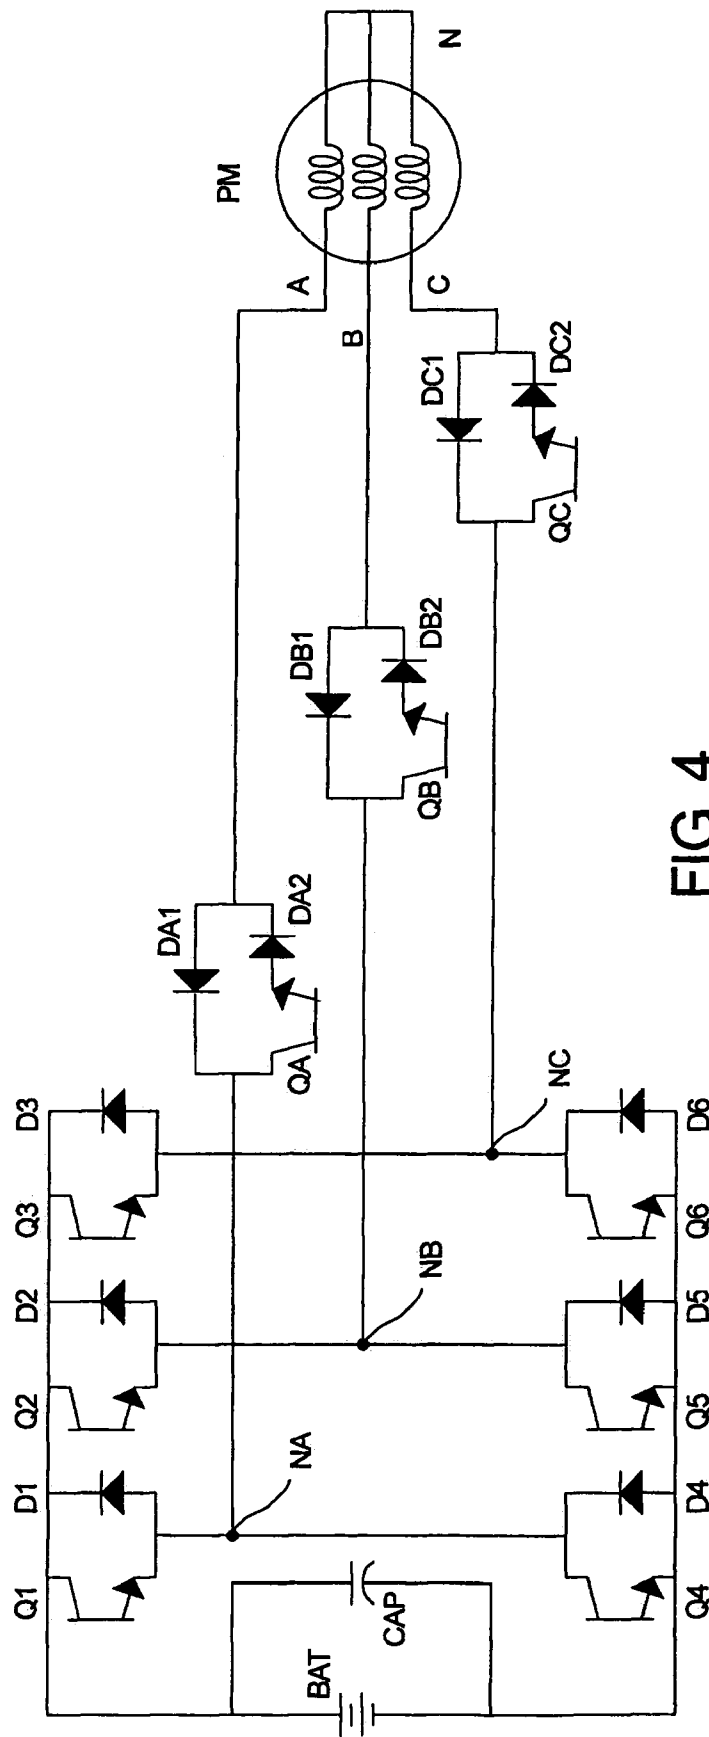 PM
N
A
B
C
DC1
DC2
QC
DB1
DB2
QB
DA1
DA2
QA
Q1 D1 Q2 D2 Q3 D3
NA
NB
NC
BAT
CAP
Q4 D4 Q5 D5 Q6 D6
FIG 4